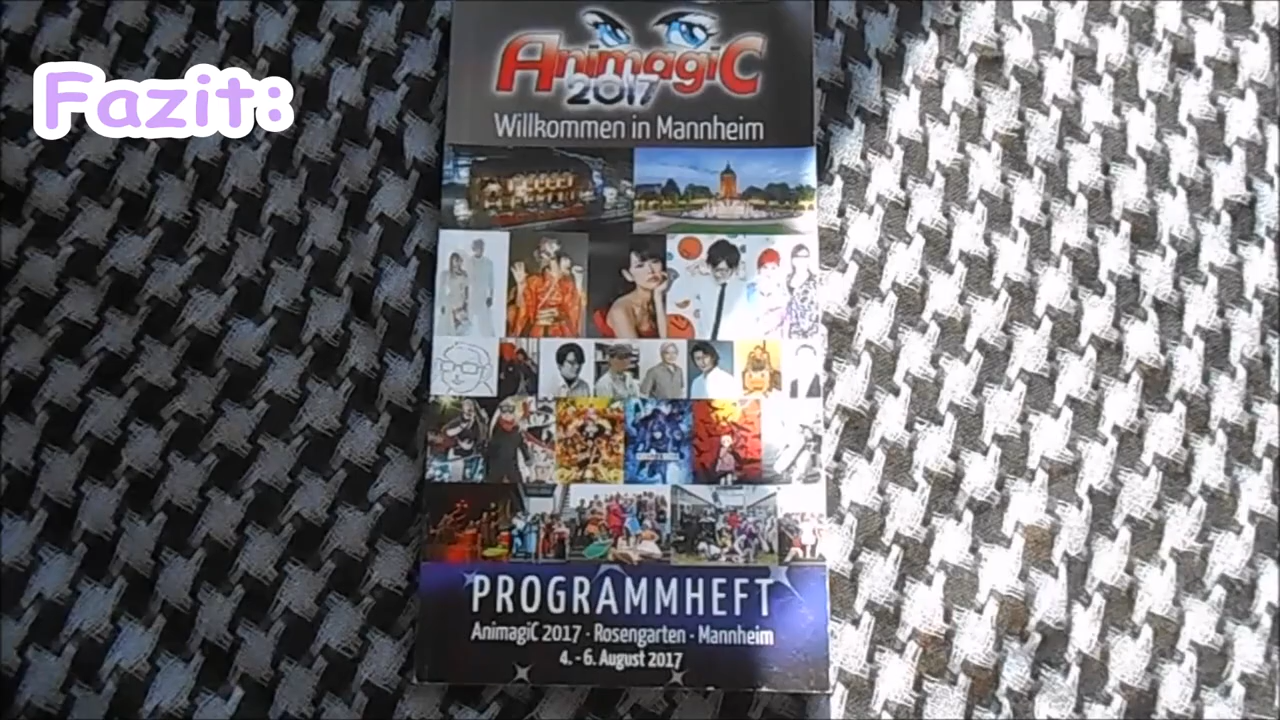 Fazit:
AnimagiC
2017
Willkommen in Mannheim
PROGRAMMHEFT
AnimagiC 2017 · Rosengarten · Mannheim
4. - 6. August 2017